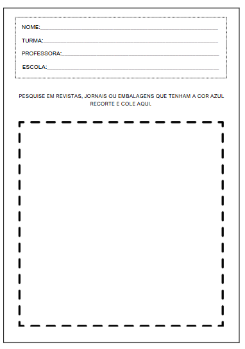 NOME:
TURMA:
PROFESSORA:
ESCOLA:
PESQUISE EM REVISTAS, JORNAIS OU EMBALAGENS QUE TENHAM A COR AZUL
RECORTE E COLE AQUI.